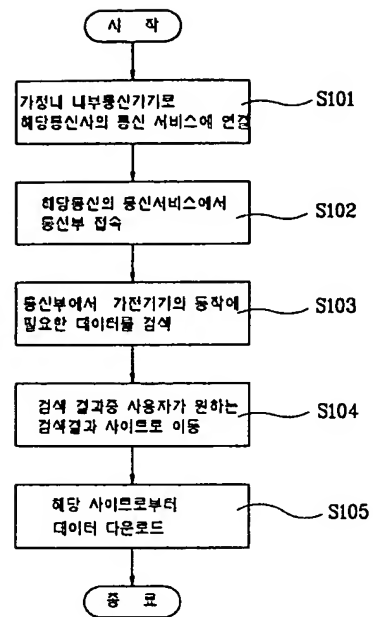 시 작
가정내 내부통신기기로
해당통신사의 통신 서비스에 연결
S101
해당통신의 통신서비스에서
통신부 접속
S102
통신부에서 가전기기의 동작에
필요한 데이터를 검색
S103
검색 결과중 사용자가 원하는
검색결과 사이트로 이동
S104
해당 사이트로부터
데이터 다운로드
S105
종 료